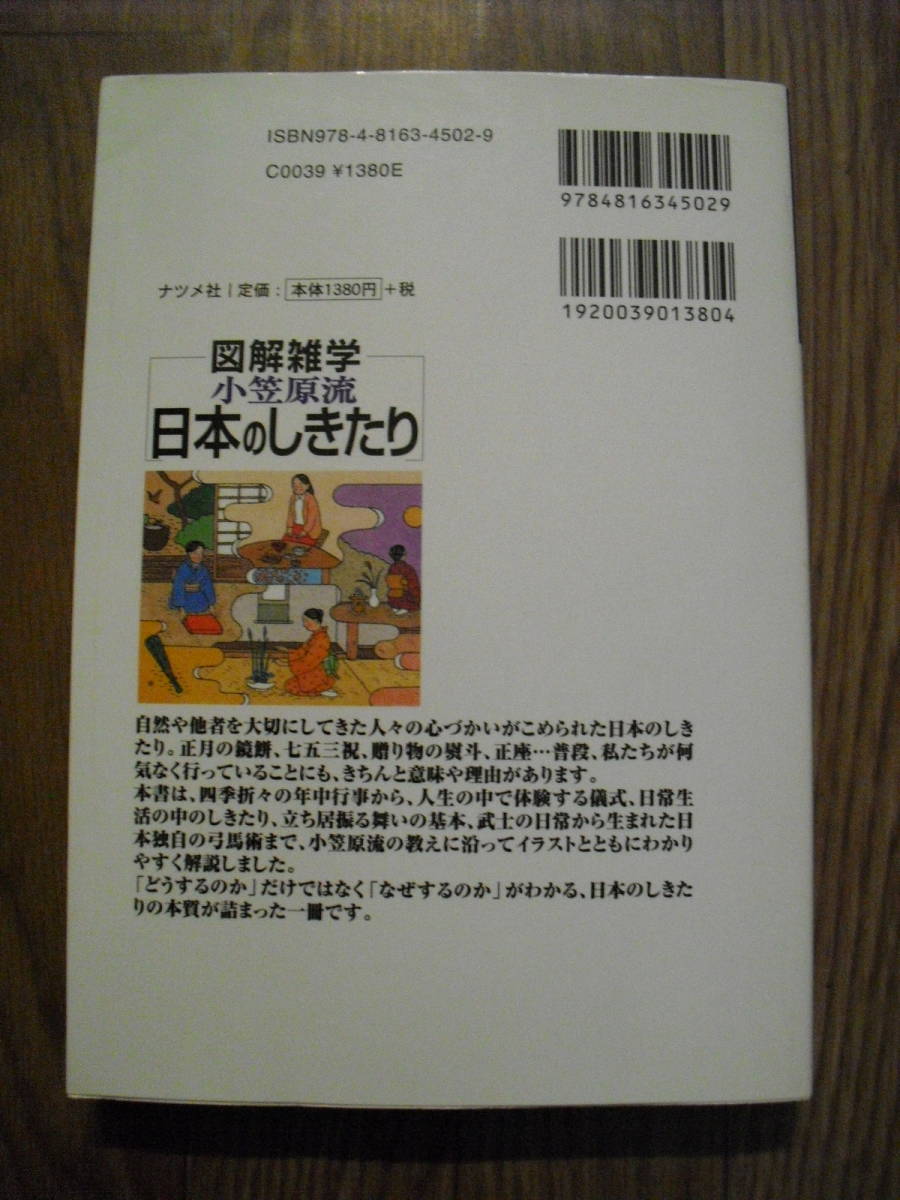 ISBN978-4-8163-4502-9
C0039 ¥1380E
9784816345029
1920039013804
ナツメ社 | 定価 : 本体1380円 +税
図解雑学
小笠原流
日本のしきたり
自然や他者を大切にしてきた人々の心づかいがこめられた日本のしき
たり。正月の鏡餅、七五三祝、贈り物の熨斗、正座…普段、私たちが何
気なく行っていることにも、きちんと意味や理由があります。
本書は、四季折々の年中行事から、人生の中で体験する儀式、日常生
活の中のしきたり、立ち居振る舞いの基本、武士の日常から生まれた日
本独自の弓馬術まで、小笠原流の教えに沿ってイラストとともにわかり
やすく解説しました。
「どうするのか」だけではなく「なぜするのか」がわかる、日本のしきた
りの本質が詰まった一冊です。